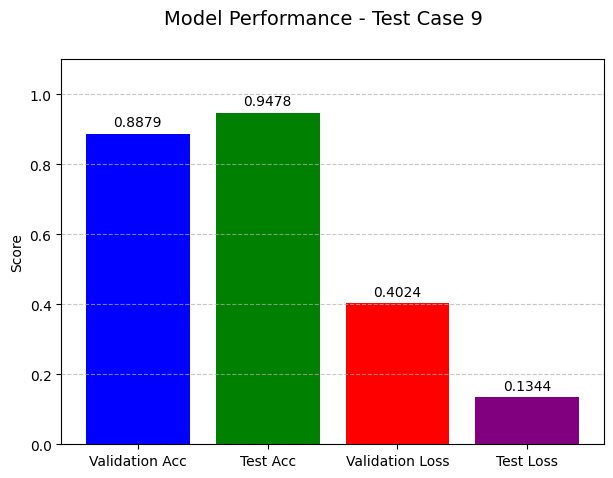 Model Performance - Test Case 9
Score
1.0
0.8
0.6
0.4
0.2
0.0
0.8879
0.9478
0.4024
0.1344
Validation Acc
Test Acc
Validation Loss
Test Loss